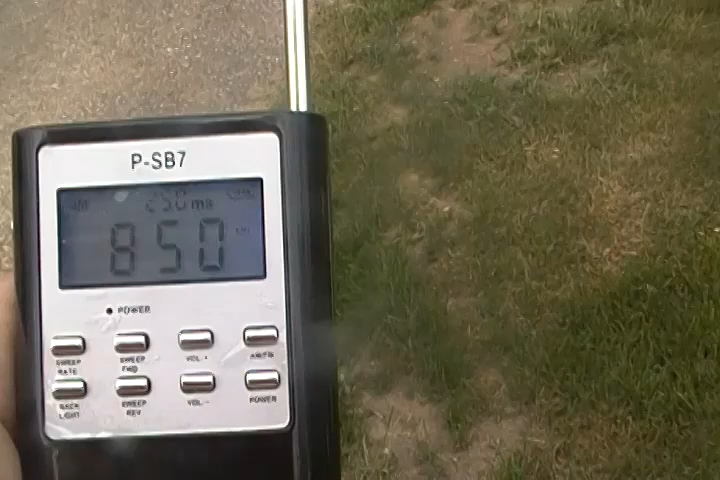 P-SB7
250 ms
850
POWER
SWEEP RATE
SWEEP FWD
VOL +
AM/FM
BACK LIGHT
SWEEP REV
VOL -
POWER